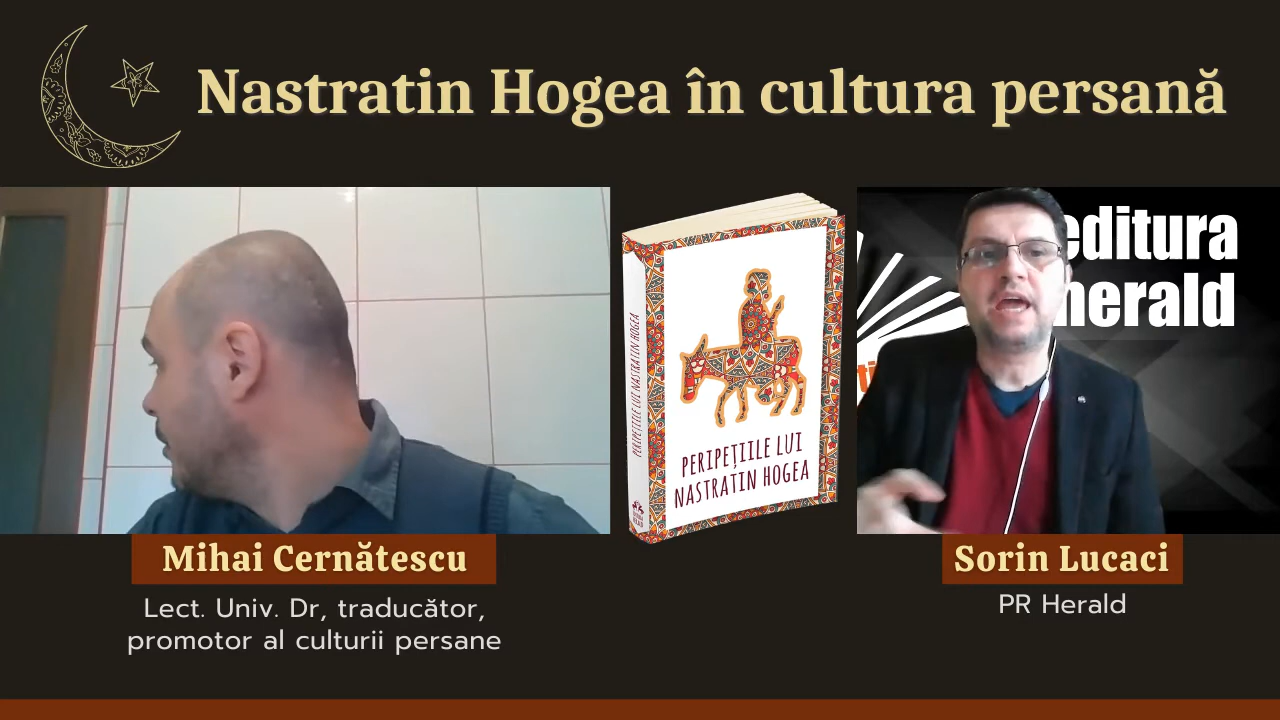 Nastratin Hogea în cultura persană
editura
herald
PERIPEȚIILE LUI NASTRATIN HOGEA
PERIPEȚIILE LUI
NASTRATIN HOGEA
Mihai Cernătescu
Lect. Univ. Dr, traducător,
promotor al culturii persane
Sorin Lucaci
PR Herald